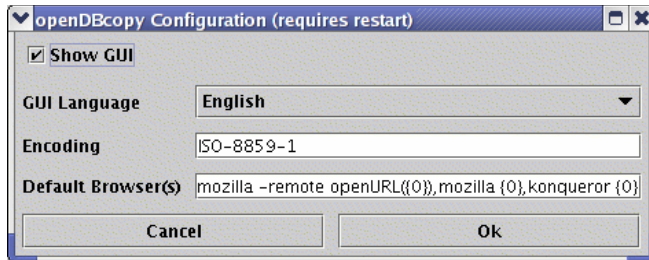 openDBcopy Configuration (requires restart)
Show GUI
GUI Language English
Encoding ISO-8859-1
Default Browser(s) mozilla -remote openURL({0}),mozilla {0},konqueror {0}
Cancel Ok